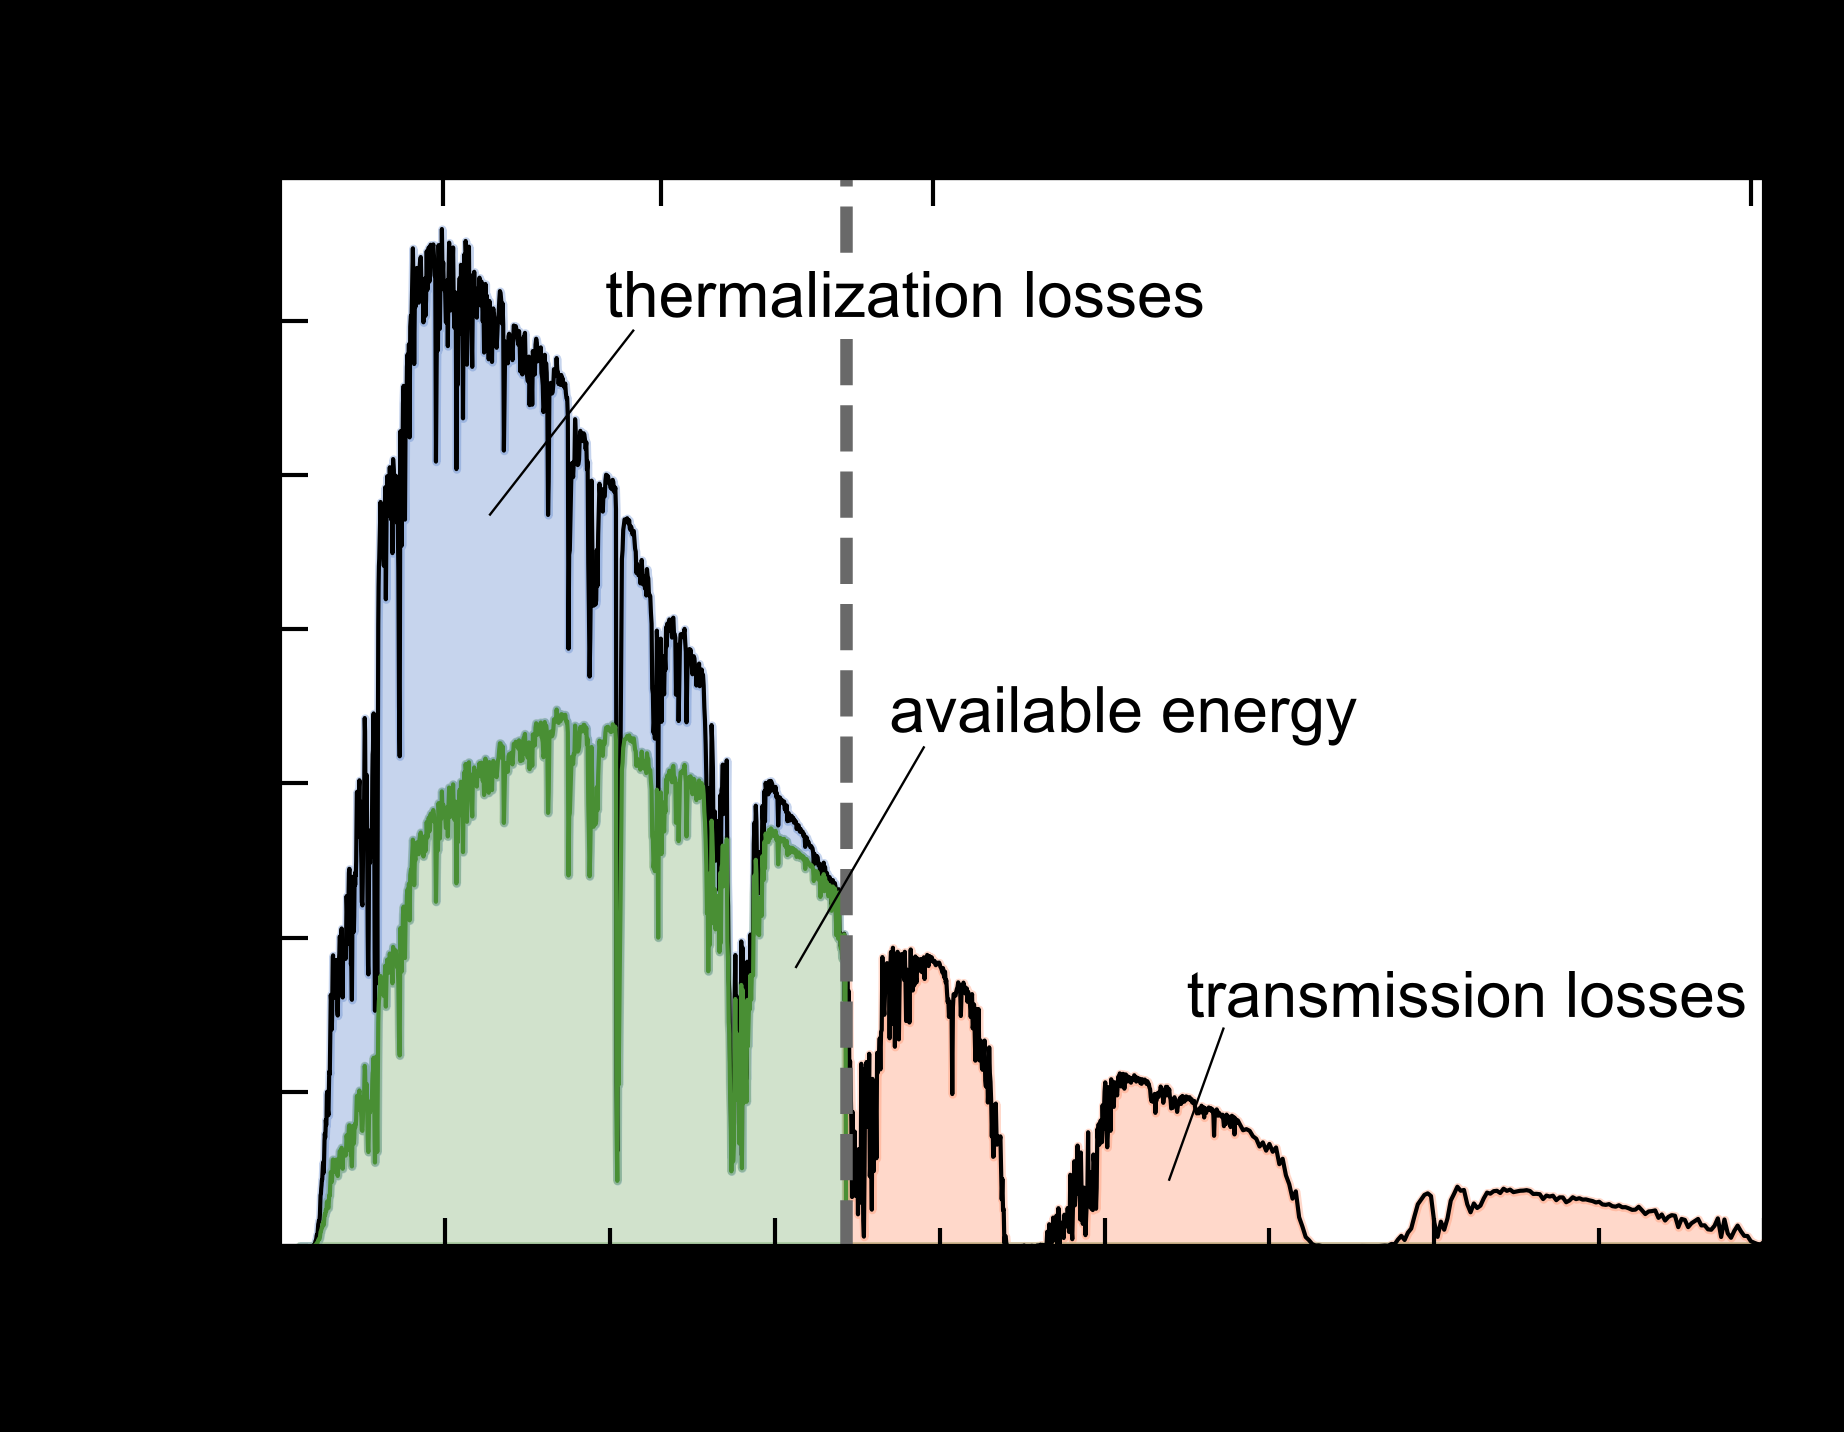 thermalization losses
available energy
transmission losses